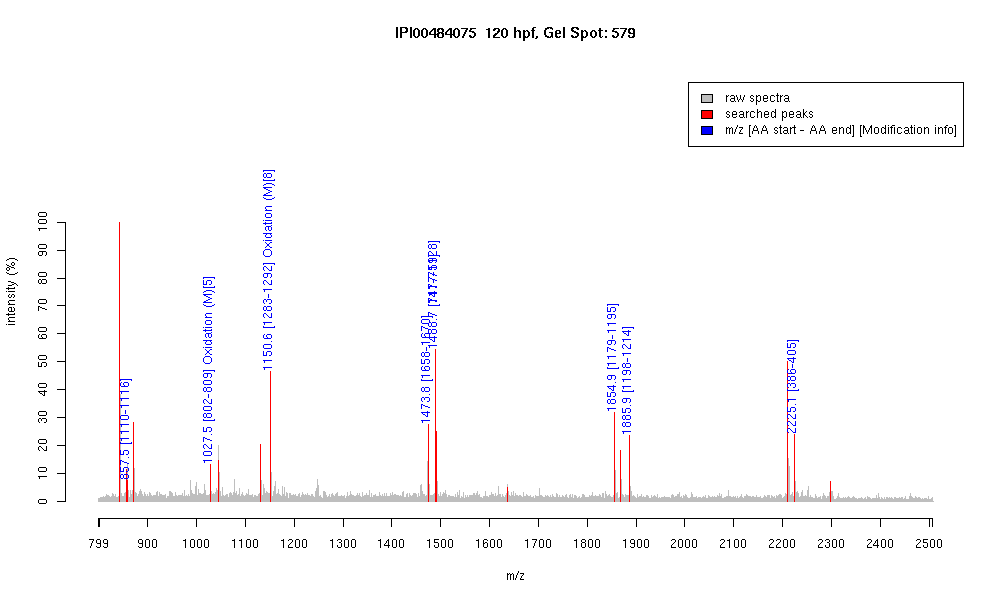 IPI00484075 120 hpf, Gel Spot: 579
raw spectra
searched peaks
m/z [AA start - AA end] [Modification info]
intensity (%)
100
90
80
70
60
50
40
30
20
10
0
857.5 [1110-1116]
1027.5 [802-809] Oxidation (M)[5]
1150.6 [1283-1292] Oxidation (M)[8]
1473.8 [1658-1670]
1854.9 [1179-1195]
1885.9 [1198-1214]
2225.1 [386-405]
799 900 1000 1100 1200 1300 1400 1500 1600 1700 1800 1900 2000 2100 2200 2300 2400 2500
m/z